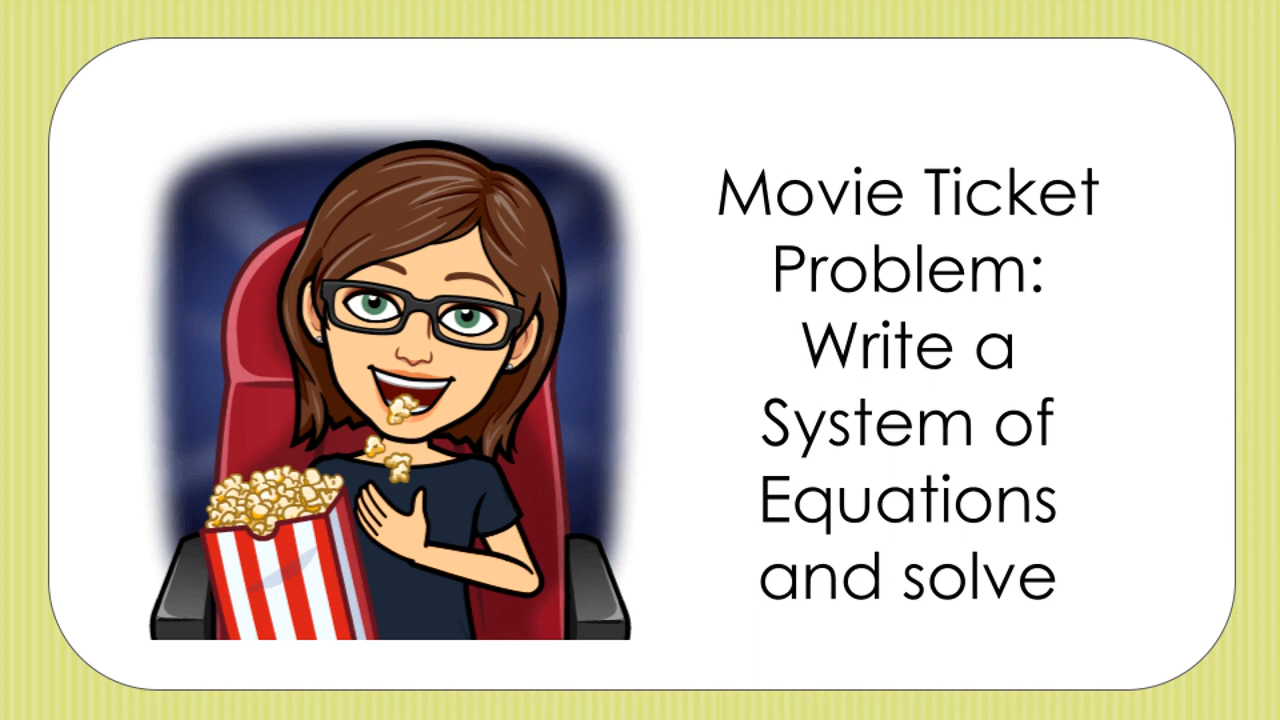 Movie Ticket
Problem:
Write a
System of
Equations
and solve